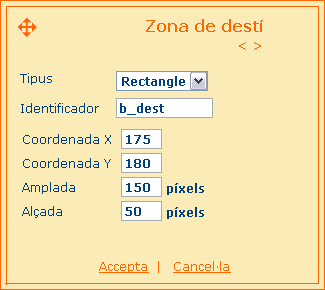 Zona de destí
< >
Tipus Rectangle
Identificador b_dest
Coordenada X 175
Coordenada Y 180
Amplada 150 píxels
Alçada 50 píxels
Accepta | Cancel·la